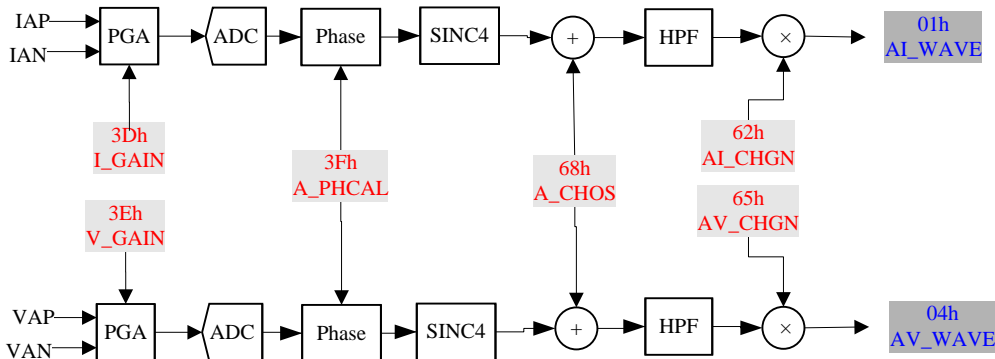 IAP
IAN
PGA
ADC
Phase
SINC4
+
HPF
×
01h
AI_WAVE
3Dh
I_GAIN
3Fh
A_PHCAL
68h
A_CHOS
62h
AI_CHGN
3Eh
V_GAIN
65h
AV_CHGN
VAP
VAN
PGA
ADC
Phase
SINC4
+
HPF
×
04h
AV_WAVE